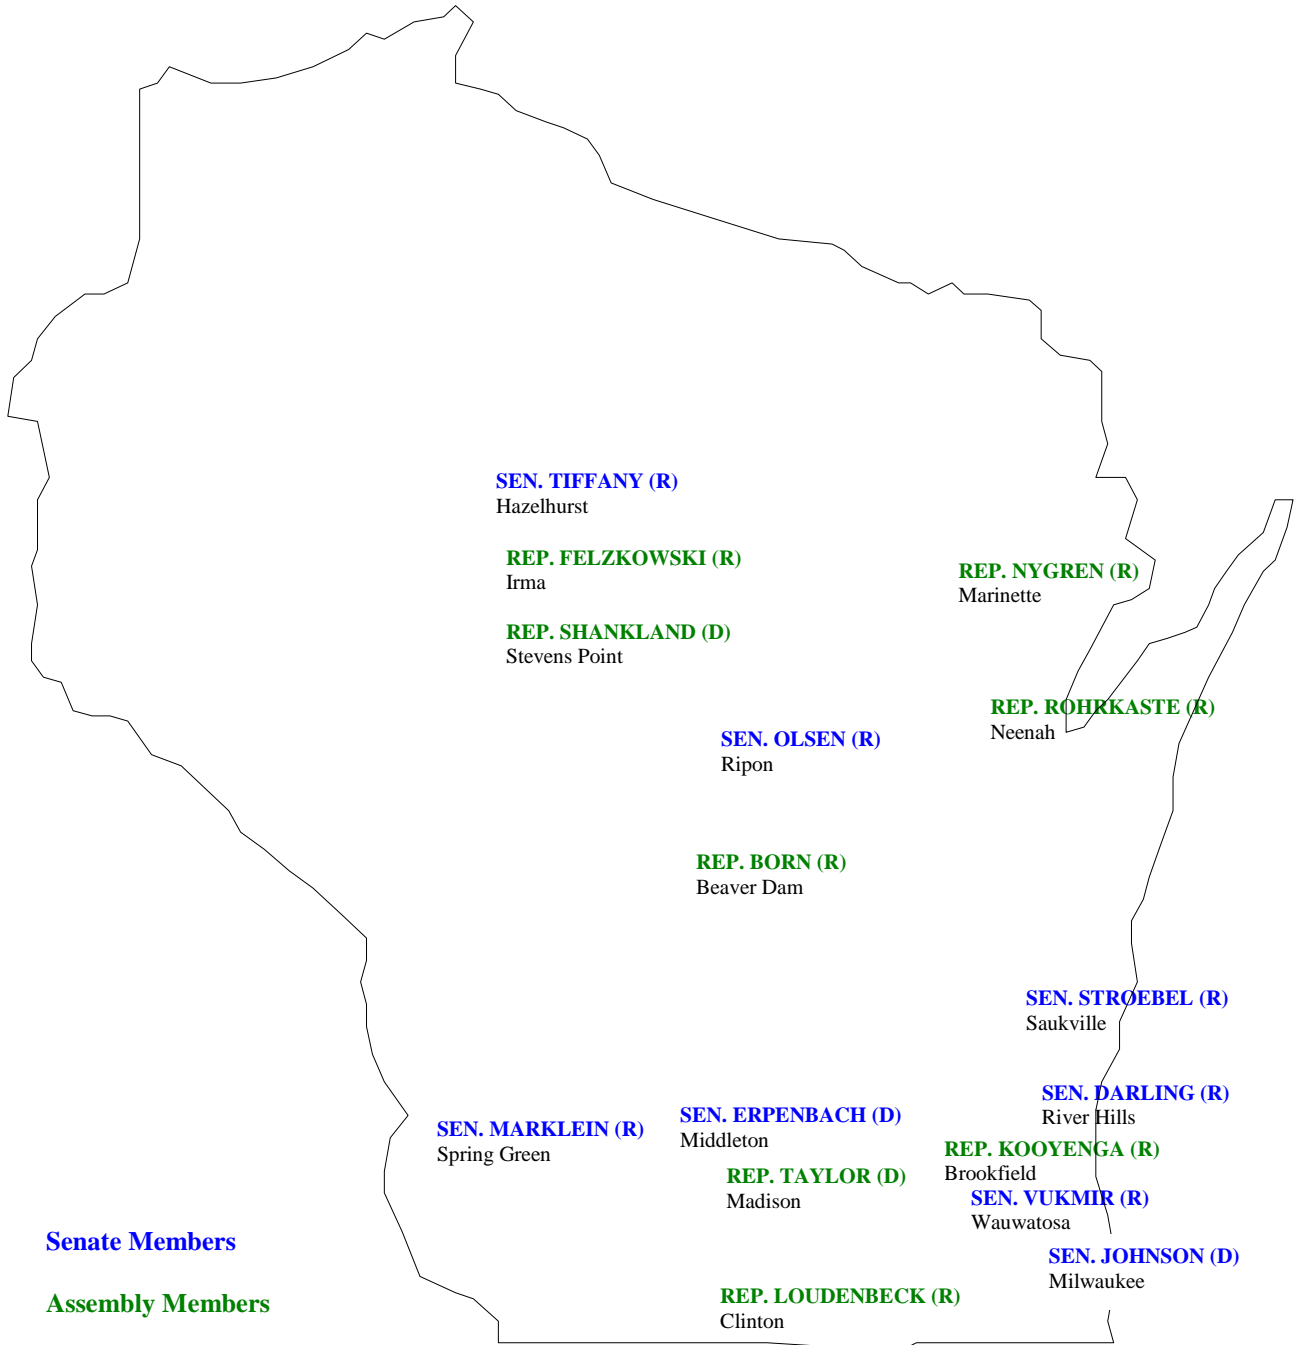 SEN. TIFFANY (R)
Hazelhurst
REP. FELZKOWSKI (R)
Irma
REP. NYGREN (R)
Marinette
REP. SHANKLAND (D)
Stevens Point
REP. ROHRKASTE (R)
Neenah
SEN. OLSEN (R)
Ripon
REP. BORN (R)
Beaver Dam
SEN. STROEBEL (R)
Saukville
SEN. DARLING (R)
River Hills
SEN. ERPENBACH (D)
Middleton
SEN. MARKLEIN (R)
Spring Green
REP. KOOYENGA (R)
Brookfield
REP. TAYLOR (D)
Madison
SEN. VUKMIR (R)
Wauwatosa
Senate Members
SEN. JOHNSON (D)
Milwaukee
Assembly Members
REP. LOUDENBECK (R)
Clinton